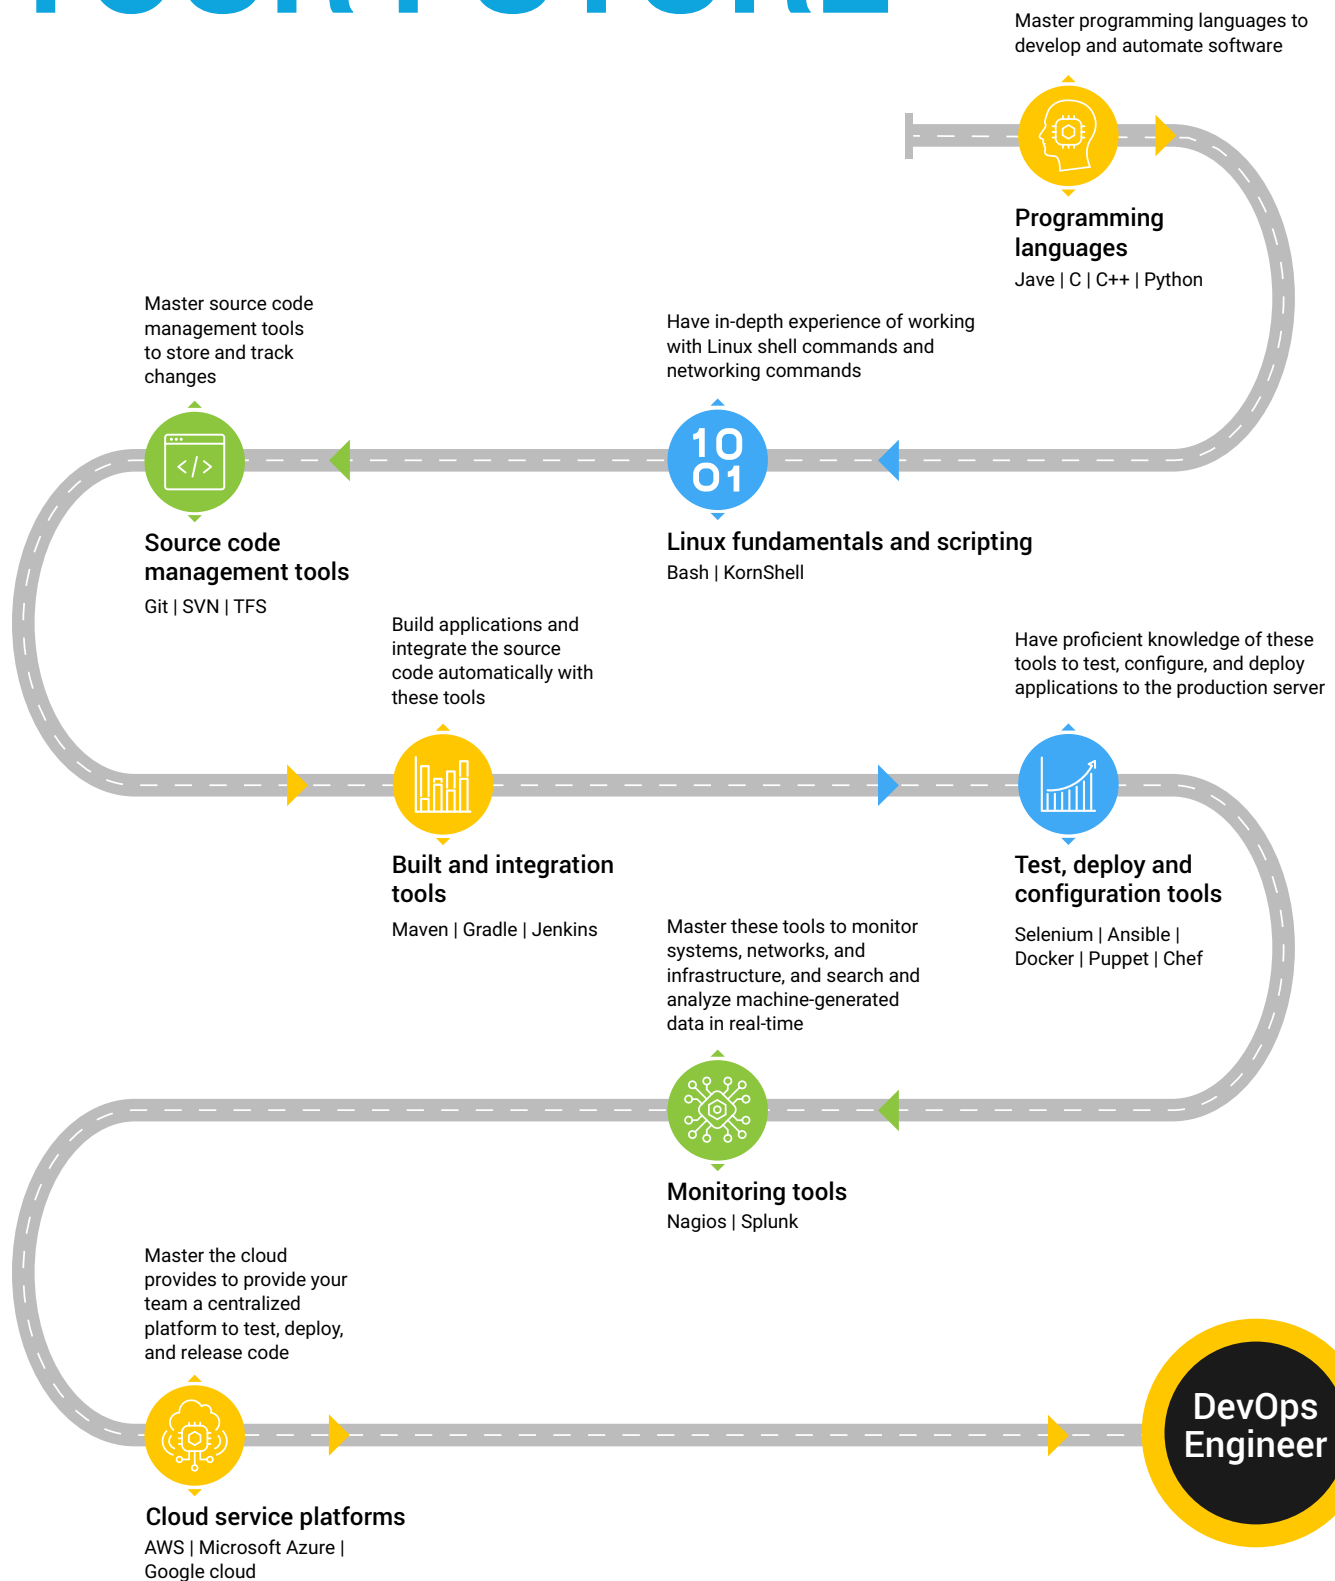 YOUR FUTURE
Master programming languages to
develop and automate software
Programming
languages
Jave | C | C++ | Python
Have in-depth experience of working
with Linux shell commands and
networking commands
10
01
Linux fundamentals and scripting
Bash | KornShell
Master source code
management tools
to store and track
changes
</>
Source code
management tools
Git | SVN | TFS
Build applications and
integrate the source
code automatically with
these tools
Built and integration
tools
Maven | Gradle | Jenkins
Have proficient knowledge of these
tools to test, configure, and deploy
applications to the production server
Test, deploy and
configuration tools
Selenium | Ansible |
Docker | Puppet | Chef
Master these tools to monitor
systems, networks, and
infrastructure, and search and
analyze machine-generated
data in real-time
Monitoring tools
Nagios | Splunk
Master the cloud
provides to provide your
team a centralized
platform to test, deploy,
and release code
Cloud service platforms
AWS | Microsoft Azure |
Google cloud
DevOps
Engineer